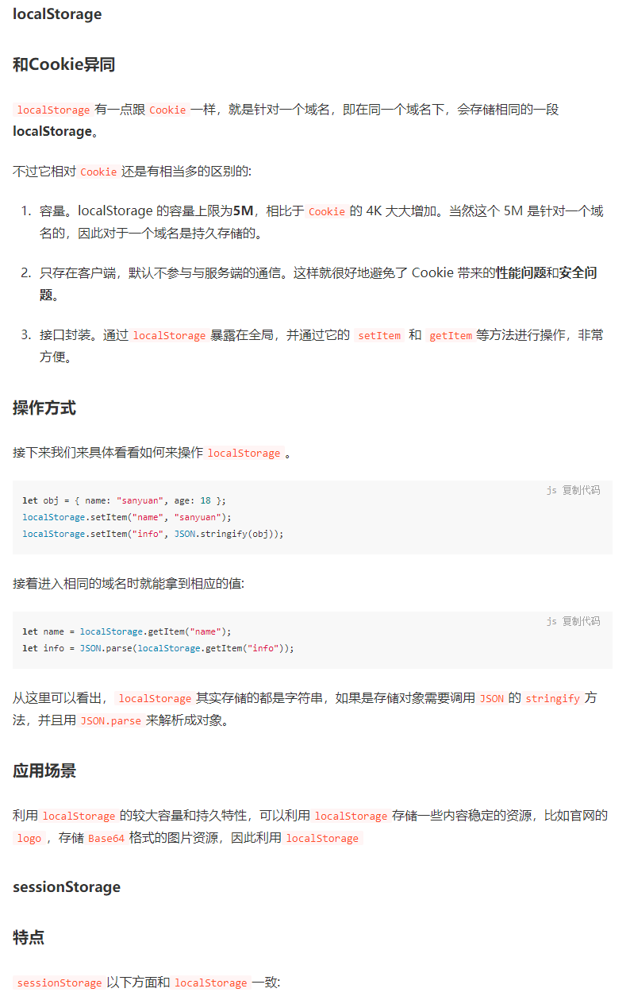 localStorage
和Cookie异同
localStorage 有一点跟 Cookie 一样，就是针对一个域名，即在同一个域名下，会存储相同的一段
localStorage。
不过它相对 Cookie 还是有相当多的区别的:
1. 容量。localStorage 的容量上限为5M，相比于 Cookie 的 4K 大大增加。当然这个 5M 是针对一个域
名的，因此对于一个域名是持久存储的。
2. 只存在客户端，默认不参与与服务端的通信。这样就很好地避免了 Cookie 带来的性能问题和安全问
题。
3. 接口封装。通过 localStorage 暴露在全局，并通过它的 setItem 和 getItem 等方法进行操作，非常
方便。
操作方式
接下来我们来具体看看如何来操作 localStorage 。
js 复制代码
let obj = { name: "sanyuan", age: 18 };
localStorage.setItem("name", "sanyuan");
localStorage.setItem("info", JSON.stringify(obj));
接着进入相同的域名时就能拿到相应的值:
js 复制代码
let name = localStorage.getItem("name");
let info = JSON.parse(localStorage.getItem("info"));
从这里可以看出， localStorage 其实存储的都是字符串，如果是存储对象需要调用 JSON 的 stringify 方
法，并且用 JSON.parse 来解析成对象。
应用场景
利用 localStorage 的较大容量和持久特性，可以利用 localStorage 存储一些内容稳定的资源，比如官网的
logo ，存储 Base64 格式的图片资源，因此利用 localStorage
sessionStorage
特点
sessionStorage 以下方面和 localStorage 一致: